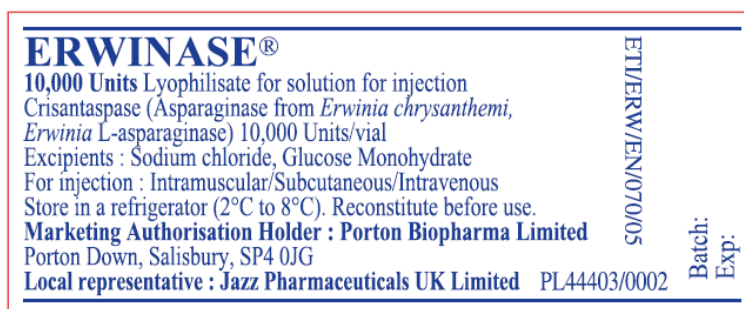 ERWINASE®
10,000 Units Lyophilisate for solution for injection
Crisantaspase (Asparaginase from Erwinia chrysanthemi,
Erwinia L-asparaginase) 10,000 Units/vial
Excipients : Sodium chloride, Glucose Monohydrate
For injection : Intramuscular/Subcutaneous/Intravenous
Store in a refrigerator (2°C to 8°C). Reconstitute before use.
Marketing Authorisation Holder : Porton Biopharma Limited
Porton Down, Salisbury, SP4 0JG
Local representative : Jazz Pharmaceuticals UK Limited PL44403/0002
ETI/ERW/EN/070/05
Batch:
Exp: